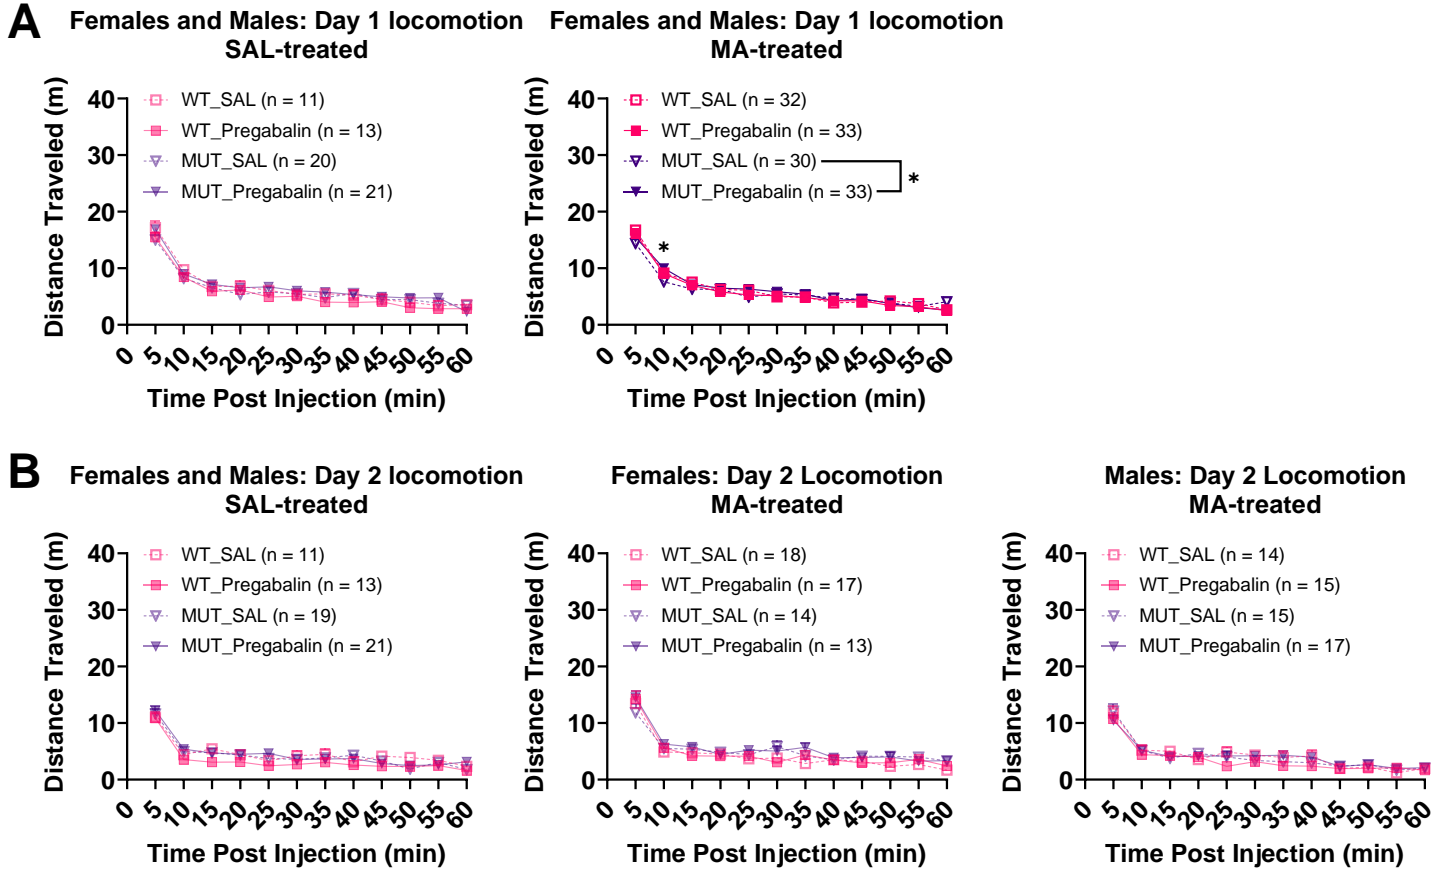 A
Females and Males: Day 1 locomotion
SAL-treated
Distance Traveled (m)
40
30
20
10
0
WT_SAL (n = 11)
WT_Pregabalin (n = 13)
MUT_SAL (n = 20)
MUT_Pregabalin (n = 21)
0 5 10 15 20 25 30 35 40 45 50 55 60
Time Post Injection (min)
Females and Males: Day 1 locomotion
MA-treated
Distance Traveled (m)
40
30
20
10
0
WT_SAL (n = 32)
WT_Pregabalin (n = 33)
MUT_SAL (n = 30)
MUT_Pregabalin (n = 33)
*
*
0 5 10 15 20 25 30 35 40 45 50 55 60
Time Post Injection (min)
B
Females and Males: Day 2 locomotion
SAL-treated
Distance Traveled (m)
40
30
20
10
0
WT_SAL (n = 11)
WT_Pregabalin (n = 13)
MUT_SAL (n = 19)
MUT_Pregabalin (n = 21)
0 5 10 15 20 25 30 35 40 45 50 55 60
Time Post Injection (min)
Females: Day 2 Locomotion
MA-treated
Distance Traveled (m)
40
30
20
10
0
WT_SAL (n = 18)
WT_Pregabalin (n = 17)
MUT_SAL (n = 14)
MUT_Pregabalin (n = 13)
0 5 10 15 20 25 30 35 40 45 50 55 60
Time Post Injection (min)
Males: Day 2 Locomotion
MA-treated
Distance Traveled (m)
40
30
20
10
0
WT_SAL (n = 14)
WT_Pregabalin (n = 15)
MUT_SAL (n = 15)
MUT_Pregabalin (n = 17)
0 5 10 15 20 25 30 35 40 45 50 55 60
Time Post Injection (min)